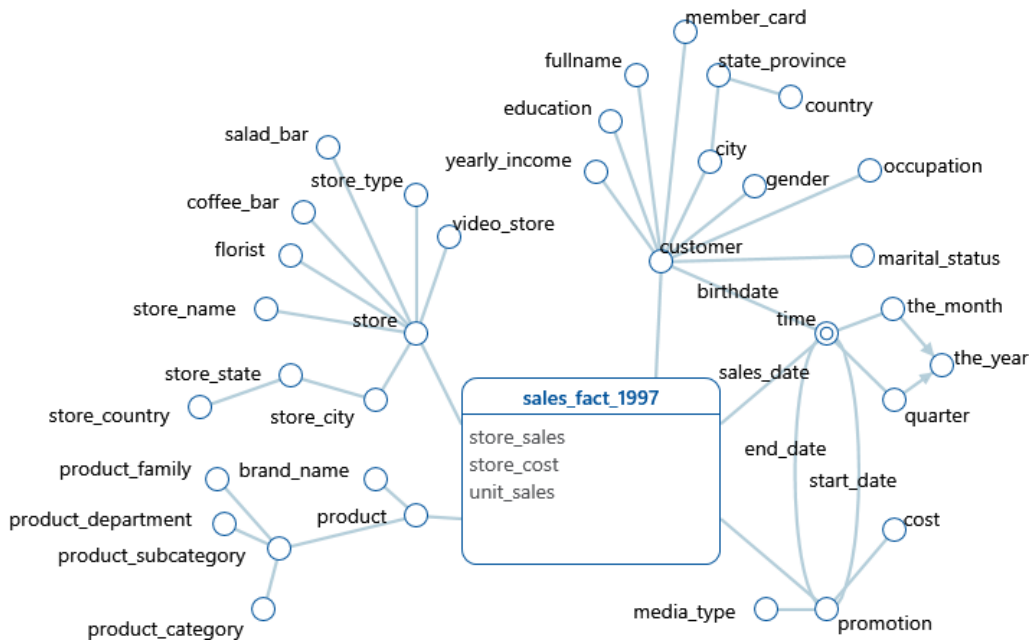 member_card
fullname
state_province
education
country
salad_bar
city
yearly_income
occupation
store_type
gender
coffee_bar
video_store
florist
customer
marital_status
birthdate
store_name
store
time
the_month
the_year
store_state
sales_date
sales_fact_1997
store_country
store_city
quarter
store_sales
end_date
store_cost
product_family
brand_name
start_date
unit_sales
product_department
product
cost
product_subcategory
media_type
promotion
product_category